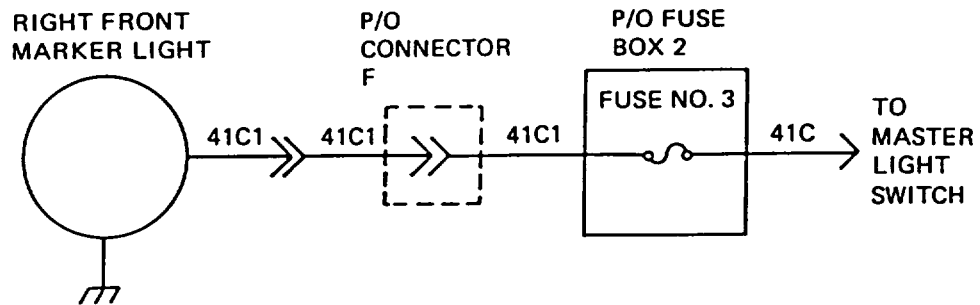 RIGHT FRONT
MARKER LIGHT
P/O
CONNECTOR
F
P/O FUSE
BOX 2
FUSE NO. 3
41C1
41C1
41C1
41C
TO
MASTER
LIGHT
SWITCH